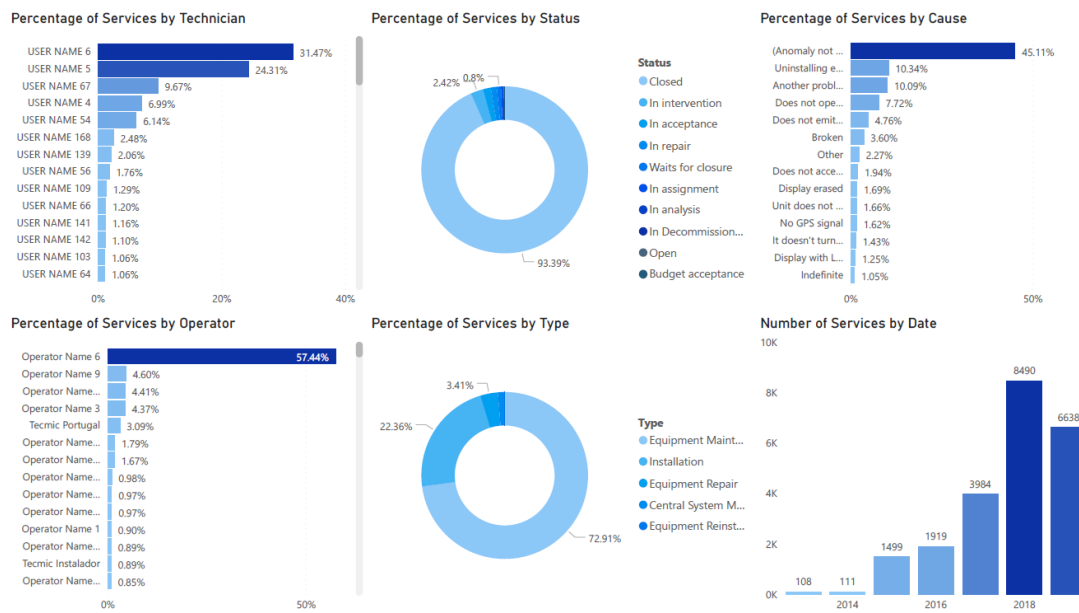 Percentage of Services by Technician
USER NAME 6 31.47%
USER NAME 5 24.31%
USER NAME 67 9.67%
USER NAME 4 6.99%
USER NAME 54 6.14%
USER NAME 168 2.48%
USER NAME 139 2.06%
USER NAME 56 1.76%
USER NAME 109 1.29%
USER NAME 66 1.20%
USER NAME 141 1.16%
USER NAME 142 1.10%
USER NAME 103 1.06%
USER NAME 64 1.06%
0% 20% 40%
Percentage of Services by Status
2.42% 0.8%
93.39%
Status
Closed
In intervention
In acceptance
In repair
Waits for closure
In assignment
In analysis
In Decommission...
Open
Budget acceptance
Percentage of Services by Cause
(Anomaly not ... 45.11%
Uninstalling e... 10.34%
Another probl... 10.09%
Does not ope... 7.72%
Does not emit... 4.76%
Broken 3.60%
Other 2.27%
Does not acce... 1.94%
Display erased 1.69%
Unit does not ... 1.66%
No GPS signal 1.62%
It doesn't turn... 1.43%
Display with L... 1.25%
Indefinite 1.05%
0% 50%
Percentage of Services by Operator
Operator Name 6 57.44%
Operator Name 9 4.60%
Operator Name... 4.41%
Operator Name 3 4.37%
Tecmic Portugal 3.09%
Operator Name... 1.79%
Operator Name... 1.67%
Operator Name... 0.98%
Operator Name... 0.97%
Operator Name... 0.97%
Operator Name 1 0.90%
Operator Name... 0.89%
Tecmic Instalador 0.89%
Operator Name... 0.85%
0% 50%
Percentage of Services by Type
3.41%
22.36%
72.91%
Type
Equipment Maint...
Installation
Equipment Repair
Central System M...
Equipment Reinst...
Number of Services by Date
10K
8K
6K
4K
2K
0K
108 111 1499 1919 3984 8490 6638
2014 2016 2018